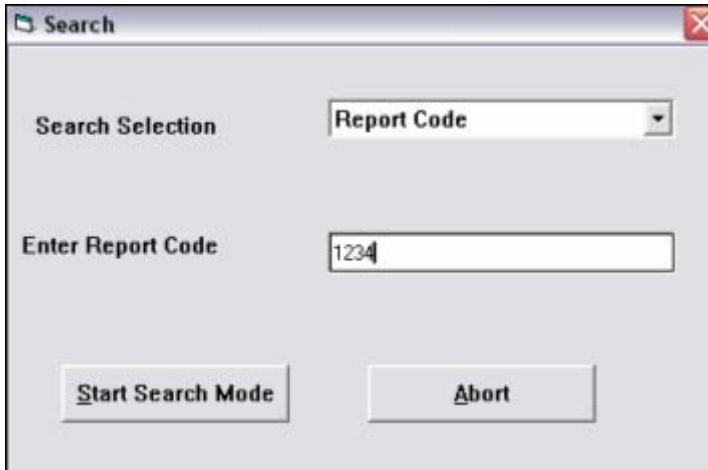 Search
Search Selection Report Code
Enter Report Code 1234
Start Search Mode Abort